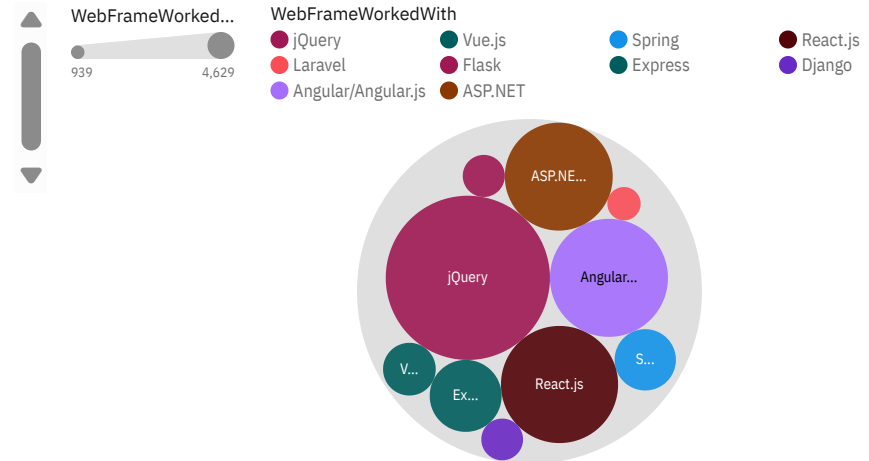 WebFrameWorked...
939 4,629
WebFrameWorkedWith
jQuery Vue.js Spring React.js
Laravel Flask Express Django
Angular/Angular.js ASP.NET
ASP.NE...
jQuery
Angular...
S...
V...
React.js
Ex...